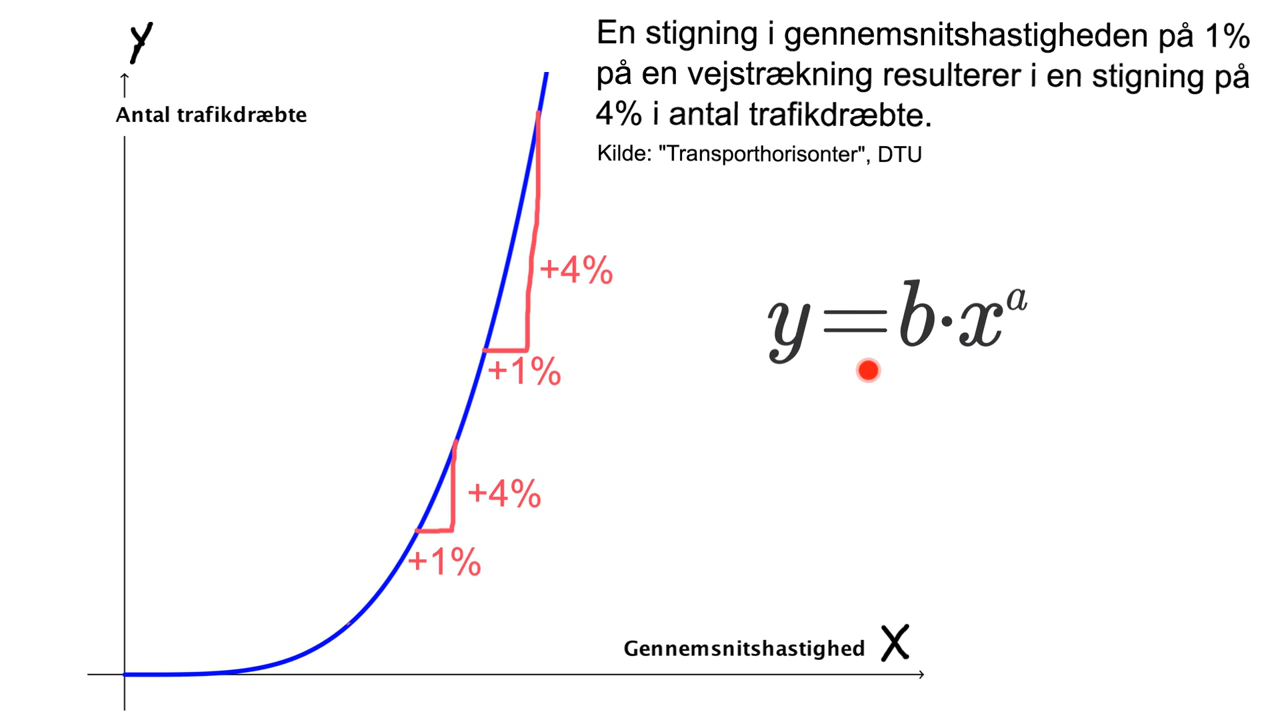 y
En stigning i gennemsnitshastigheden på 1%
på en vejstrækning resulterer i en stigning på
4% i antal trafikdræbte.
Kilde: "Transporthorisonter", DTU
Antal trafikdræbte
+4%
y=b·xᵃ
+1%
+4%
+1%
Gennemsnitshastighed X